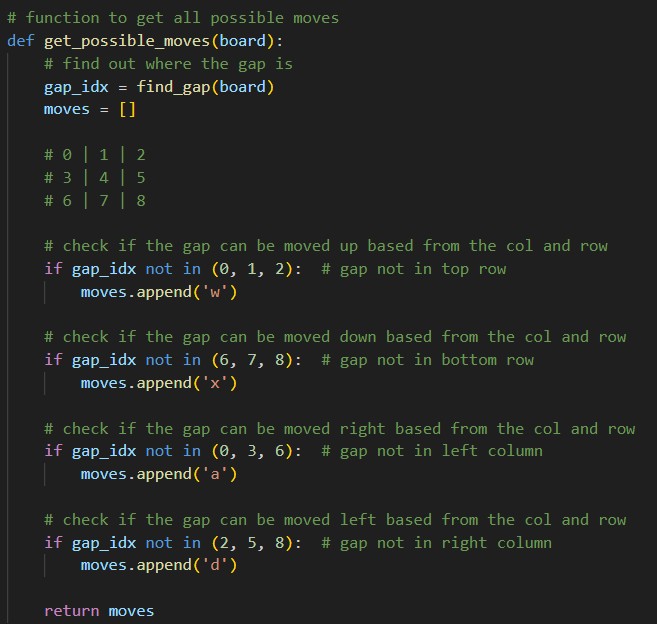 # function to get all possible moves
def get_possible_moves(board):
    # find out where the gap is
    gap_idx = find_gap(board)
    moves = []

    # 0 | 1 | 2
    # 3 | 4 | 5
    # 6 | 7 | 8

    # check if the gap can be moved up based from the col and row
    if gap_idx not in (0, 1, 2):  # gap not in top row
        moves.append('w')

    # check if the gap can be moved down based from the col and row
    if gap_idx not in (6, 7, 8):  # gap not in bottom row
        moves.append('x')

    # check if the gap can be moved right based from the col and row
    if gap_idx not in (0, 3, 6):  # gap not in left column
        moves.append('a')

    # check if the gap can be moved left based from the col and row
    if gap_idx not in (2, 5, 8):  # gap not in right column
        moves.append('d')

    return moves